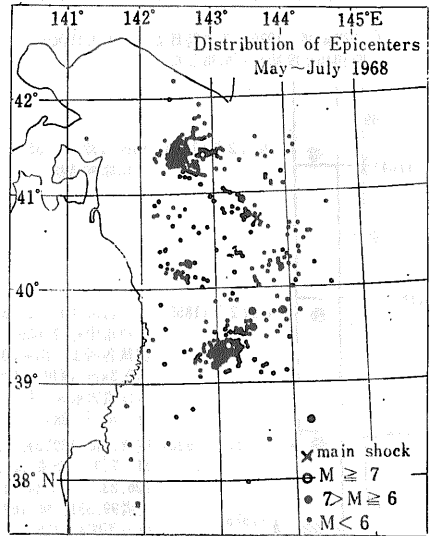 141° 142° 143° 144° 145°E
Distribution of Epicenters
May~July 1968
42°
41°
40°
39°
38° N
× main shock
M ≧ 7
7> M ≧ 6
M < 6